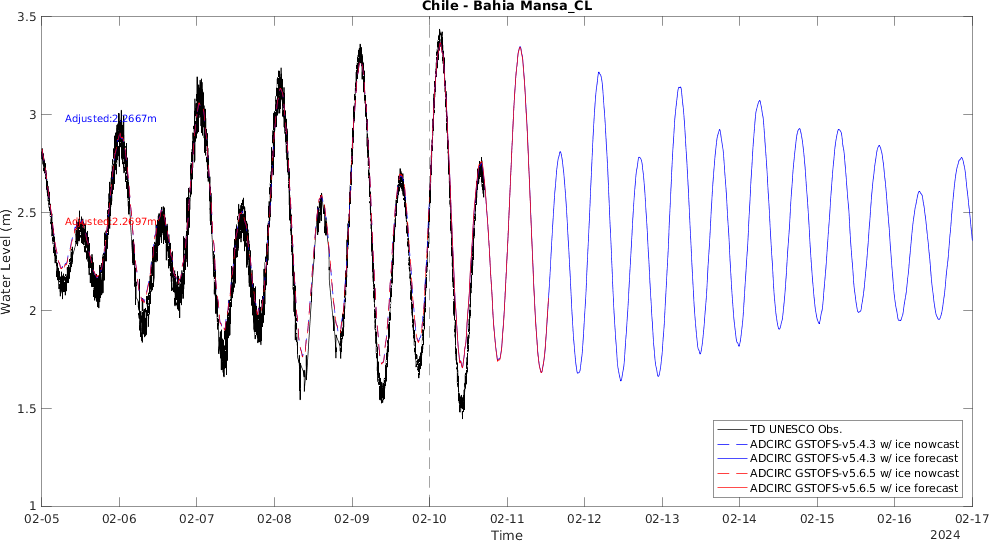 Chile - Bahia Mansa_CL
3.5
3
2.5
2
1.5
1
Water Level (m)
Adjusted:2.2667m
Adjusted:2.2697m
TD UNESCO Obs.
ADCIRC GSTOFS-v5.4.3 w/ ice nowcast
ADCIRC GSTOFS-v5.4.3 w/ ice forecast
ADCIRC GSTOFS-v5.6.5 w/ ice nowcast
ADCIRC GSTOFS-v5.6.5 w/ ice forecast
02-05 02-06 02-07 02-08 02-09 02-10 02-11 02-12 02-13 02-14 02-15 02-16 02-17
Time
2024